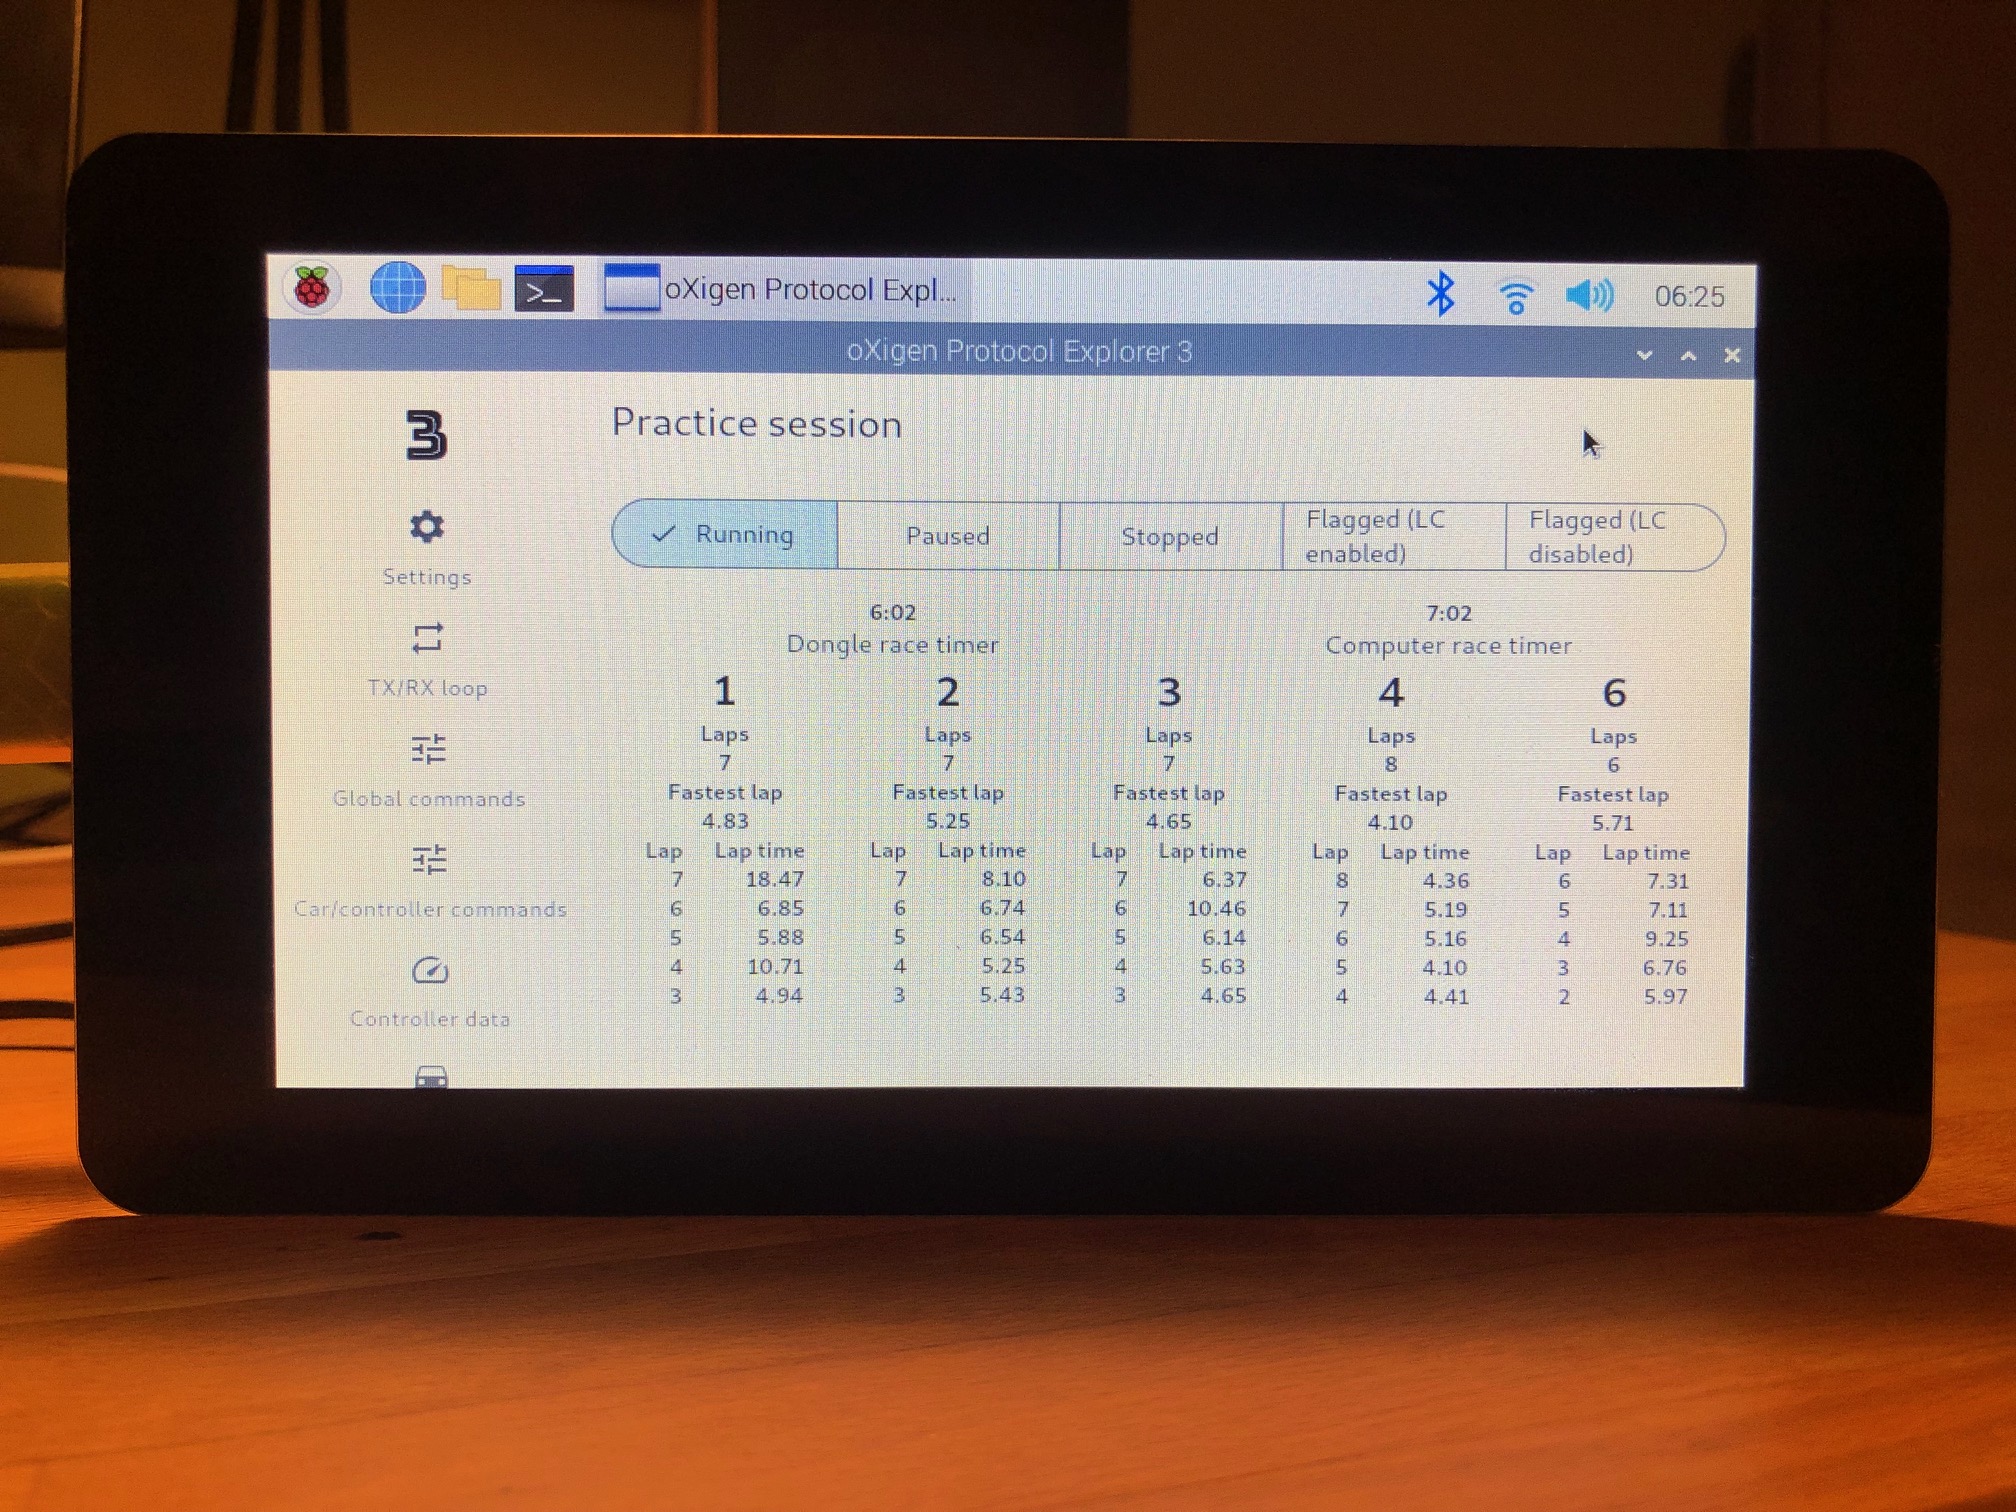 oXigen Protocol Expl...
06:25
oXigen Protocol Explorer 3
3
Settings
TX/RX loop
Global commands
Car/controller commands
Controller data
Practice session
Running
Paused
Stopped
Flagged (LC
enabled)
Flagged (LC
disabled)
6:02
Dongle race timer
7:02
Computer race timer
1 2 3 4 6
Laps Laps Laps Laps Laps
7 7 7 8 6
Fastest lap Fastest lap Fastest lap Fastest lap Fastest lap
4.83 5.25 4.65 4.10 5.71
Lap Lap time Lap Lap time Lap Lap time Lap Lap time Lap Lap time
7 18.47 7 8.10 7 6.37 8 4.36 6 7.31
6 6.85 6 6.74 6 10.46 7 5.19 5 7.11
5 5.88 5 6.54 5 6.14 6 5.16 4 9.25
4 10.71 4 5.25 4 5.63 5 4.10 3 6.76
3 4.94 3 5.43 3 4.65 4 4.41 2 5.97